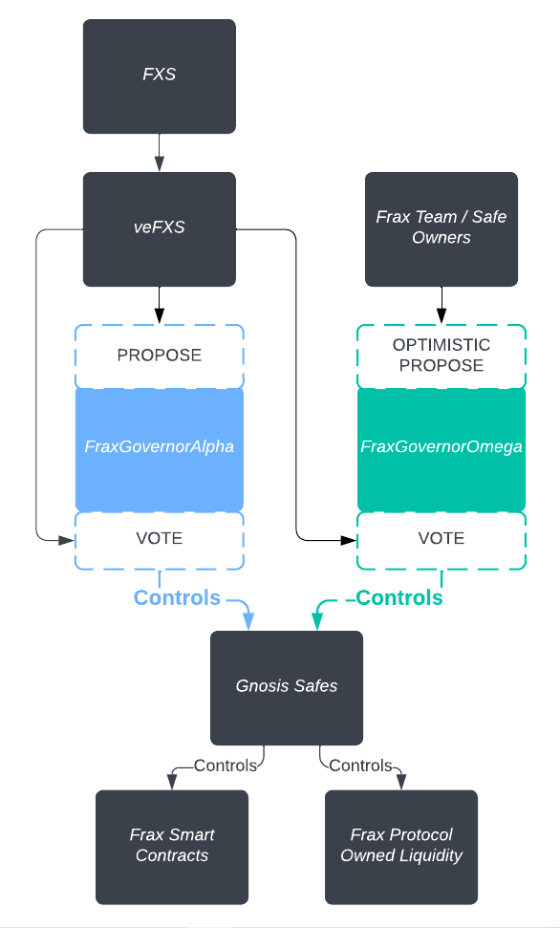 FXS
veFXS
Frax Team / Safe
Owners
PROPOSE
OPTIMISTIC
PROPOSE
FraxGovernorAlpha
FraxGovernorOmega
VOTE
VOTE
Controls
Controls
Gnosis Safes
Controls
Controls
Frax Smart
Contracts
Frax Protocol
Owned Liquidity